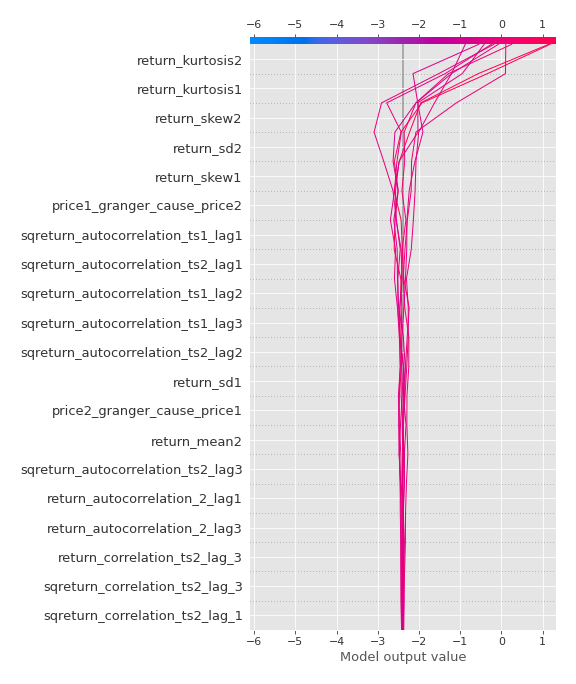 −6 −5 −4 −3 −2 −1 0 1
return_kurtosis2
return_kurtosis1
return_skew2
return_sd2
return_skew1
price1_granger_cause_price2
sqreturn_autocorrelation_ts1_lag1
sqreturn_autocorrelation_ts2_lag1
sqreturn_autocorrelation_ts1_lag2
sqreturn_autocorrelation_ts1_lag3
sqreturn_autocorrelation_ts2_lag2
return_sd1
price2_granger_cause_price1
return_mean2
sqreturn_autocorrelation_ts2_lag3
return_autocorrelation_2_lag1
return_autocorrelation_2_lag3
return_correlation_ts2_lag_3
sqreturn_correlation_ts2_lag_3
sqreturn_correlation_ts2_lag_1
−6 −5 −4 −3 −2 −1 0 1
Model output value